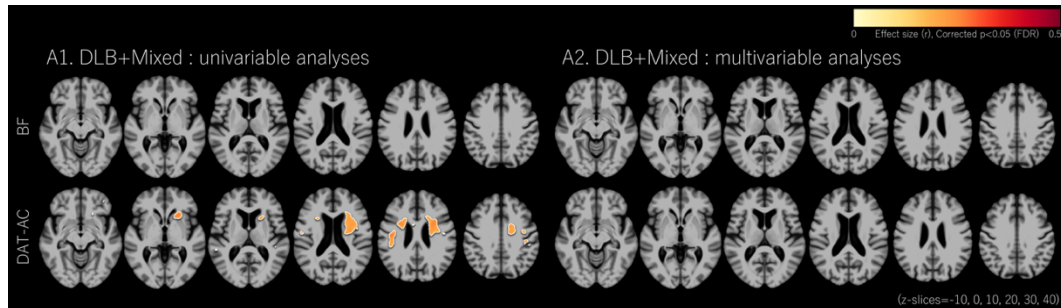 0 Effect size (r), Corrected p<0.05 (FDR) 0.5
A1. DLB+Mixed : univariable analyses
A2. DLB+Mixed : multivariable analyses
BF
DAT-AC
(z-slices=-10, 0, 10, 20, 30, 40)